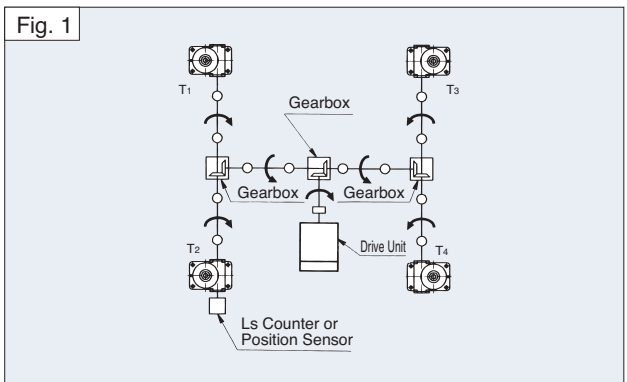 Fig. 1
T1
T3
Gearbox
Gearbox
Gearbox
T2
Drive Unit
T4
Ls Counter or
Position Sensor